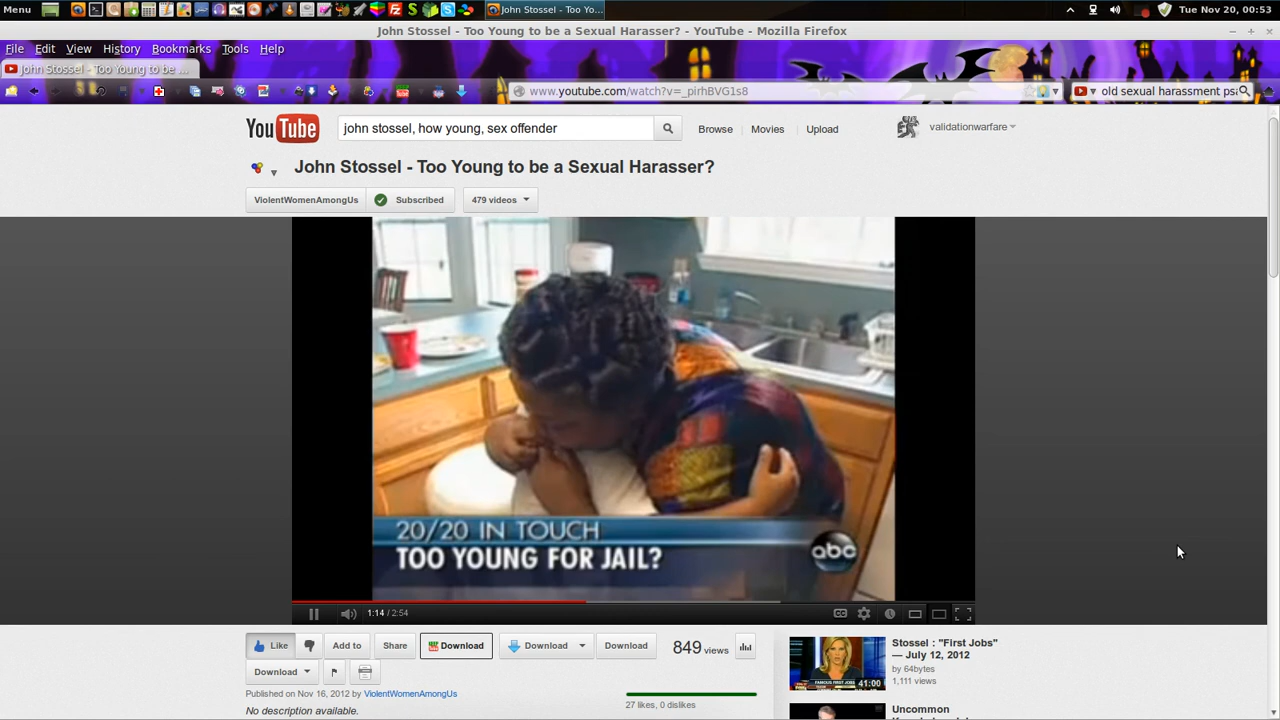 Menu
John Stossel - Too Yo...
Tue Nov 20, 00:53
John Stossel - Too Young to be a Sexual Harasser? - YouTube - Mozilla Firefox
File Edit View History Bookmarks Tools Help
John Stossel - Too Young to be ...
www.youtube.com/watch?v=_pirhBVG1s8
old sexual harassment psa
YouTube
john stossel, how young, sex offender
Browse Movies Upload
validationwarfare
John Stossel - Too Young to be a Sexual Harasser?
ViolentWomenAmongUs Subscribed 479 videos
20/20 IN TOUCH
TOO YOUNG FOR JAIL?
abc
1:14 / 2:54
CC
Like Add to Share Download Download Download 849 views
Download
Published on Nov 16, 2012 by ViolentWomenAmongUs
27 likes, 0 dislikes
No description available.
Stossel : "First Jobs"
— July 12, 2012
by 64bytes
1,111 views
41:00
Uncommon